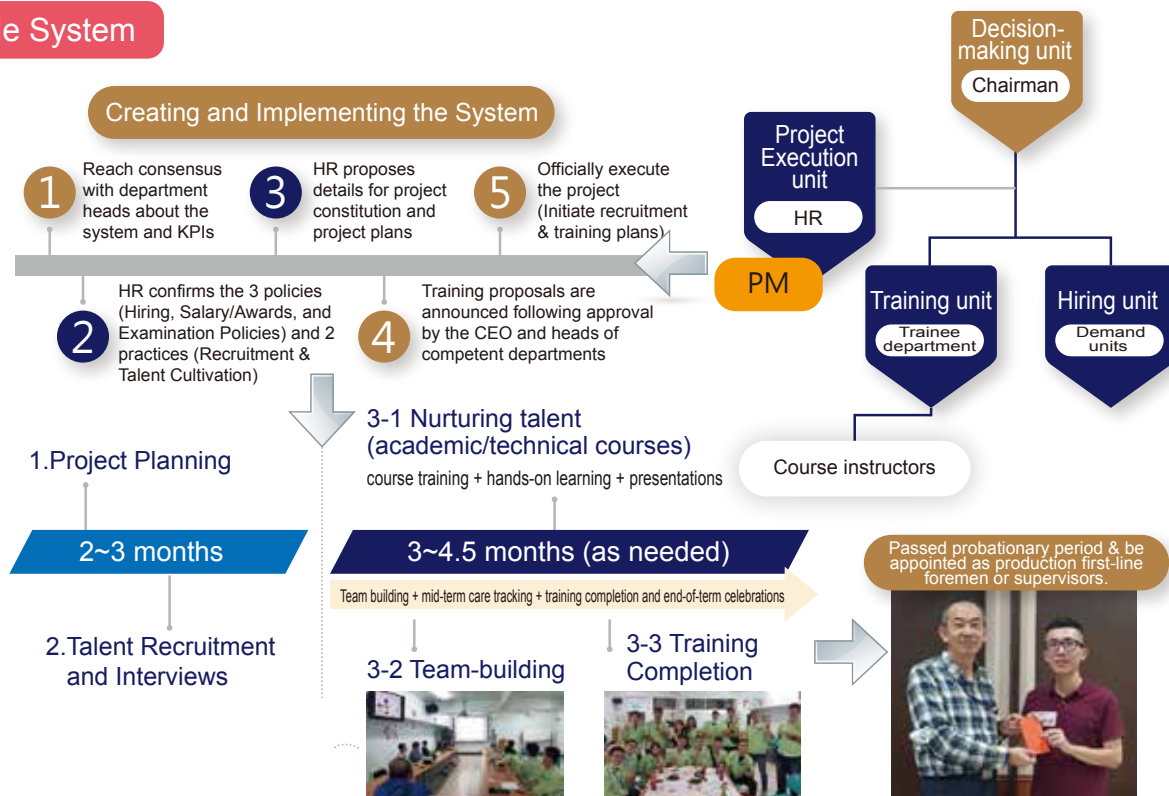 le System
Creating and Implementing the System
1
Reach consensus
with department
heads about the
system and KPIs
3
HR proposes
details for project
constitution and
project plans
5
Officially execute
the project
(Initiate recruitment
& training plans)
2
HR confirms the 3 policies
(Hiring, Salary/Awards, and
Examination Policies) and 2
practices (Recruitment &
Talent Cultivation)
4
Training proposals are
announced following approval
by the CEO and heads of
competent departments
Decision-
making unit
Chairman
Project
Execution
unit
HR
PM
Training unit
Trainee
department
Hiring unit
Demand
units
Course instructors
1.Project Planning
2~3 months
2.Talent Recruitment
and Interviews
3-1 Nurturing talent
(academic/technical courses)
course training + hands-on learning + presentations
3~4.5 months (as needed)
Team building + mid-term care tracking + training completion and end-of-term celebrations
3-2 Team-building
3-3 Training
Completion
Passed probationary period & be
appointed as production first-line
foremen or supervisors.